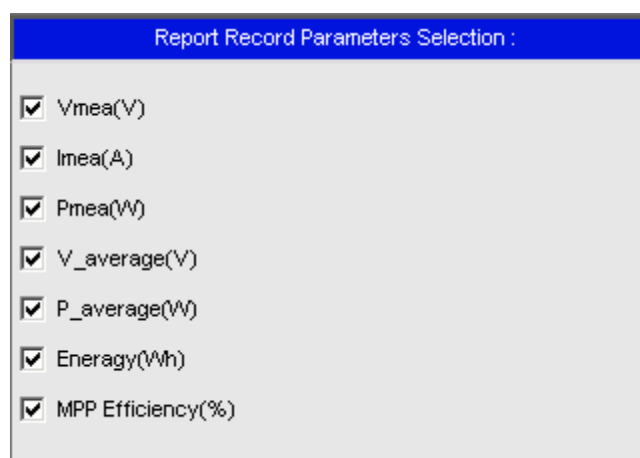 Report Record Parameters Selection :
Vmea(V)
Imea(A)
Pmea(W)
V_average(V)
P_average(W)
Eneragy(Wh)
MPP Efficiency(%)